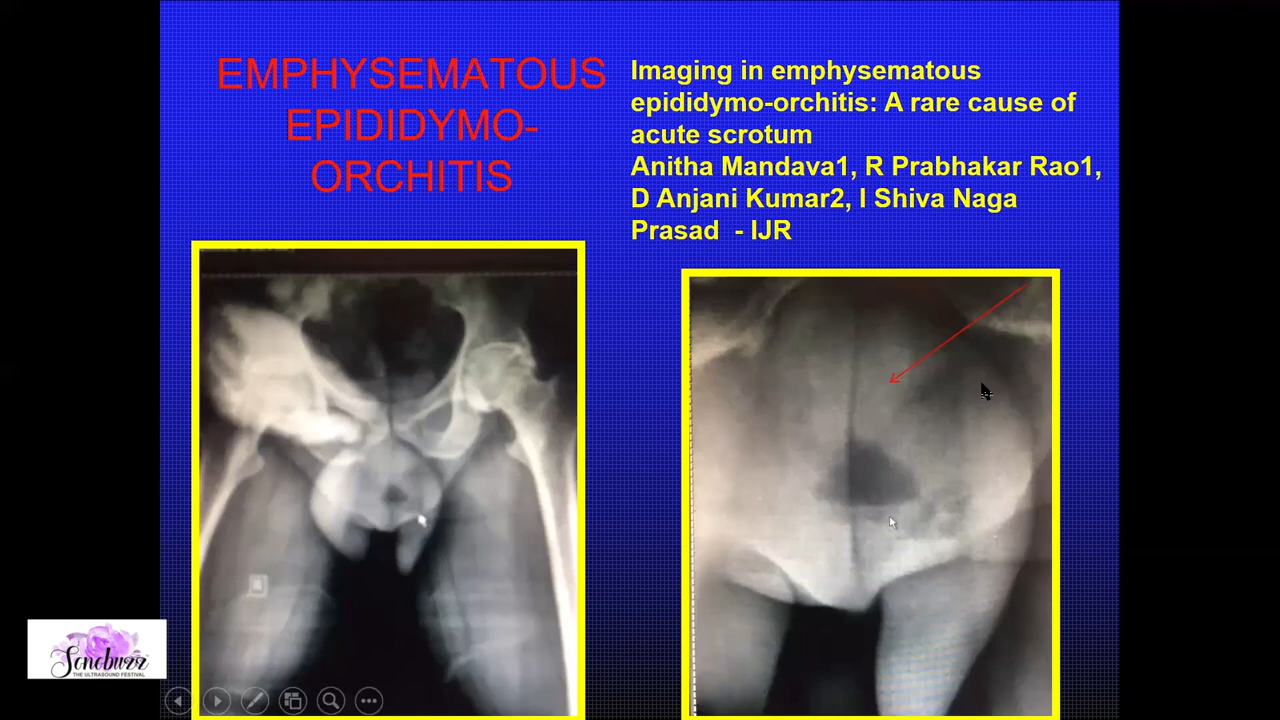 EMPHYSEMATOUS
EPIDIDYMO-
ORCHITIS
Imaging in emphysematous
epididymo-orchitis: A rare cause of
acute scrotum
Anitha Mandava1, R Prabhakar Rao1,
D Anjani Kumar2, I Shiva Naga
Prasad - IJR
Sonobuzz
THE ULTRASOUND FESTIVAL